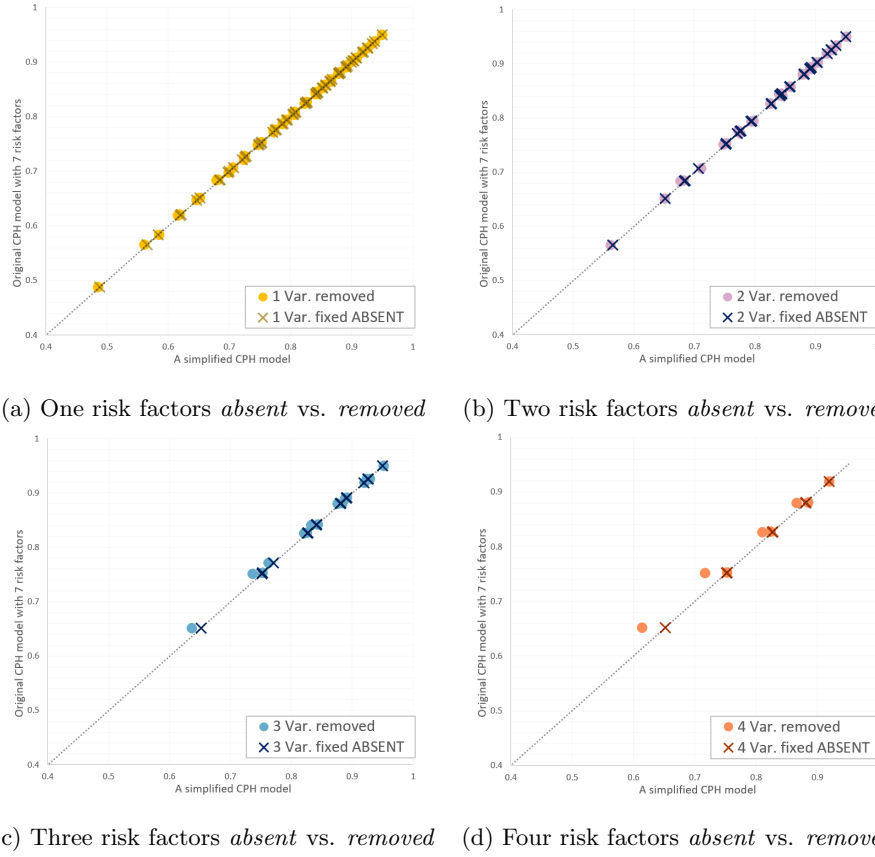 1
0.9
0.8
0.7
0.6
0.5
0.4
Original CPH model with 7 risk factors
0.4 0.5 0.6 0.7 0.8 0.9 1
A simplified CPH model
1 Var. removed
1 Var. fixed ABSENT
1
0.9
0.8
0.7
0.6
0.5
0.4
Original CPH model with 7 risk factors
0.4 0.5 0.6 0.7 0.8 0.9 1
A simplified CPH model
2 Var. removed
2 Var. fixed ABSENT
(a) One risk factors absent vs. removed
(b) Two risk factors absent vs. remove
1
0.9
0.8
0.7
0.6
0.5
0.4
Original CPH model with 7 risk factors
0.4 0.5 0.6 0.7 0.8 0.9 1
A simplified CPH model
3 Var. removed
3 Var. fixed ABSENT
1
0.9
0.8
0.7
0.6
0.5
0.4
Original CPH model with 7 risk factors
0.4 0.5 0.6 0.7 0.8 0.9
A simplified CPH model
4 Var. removed
4 Var. fixed ABSENT
c) Three risk factors absent vs. removed
(d) Four risk factors absent vs. remove